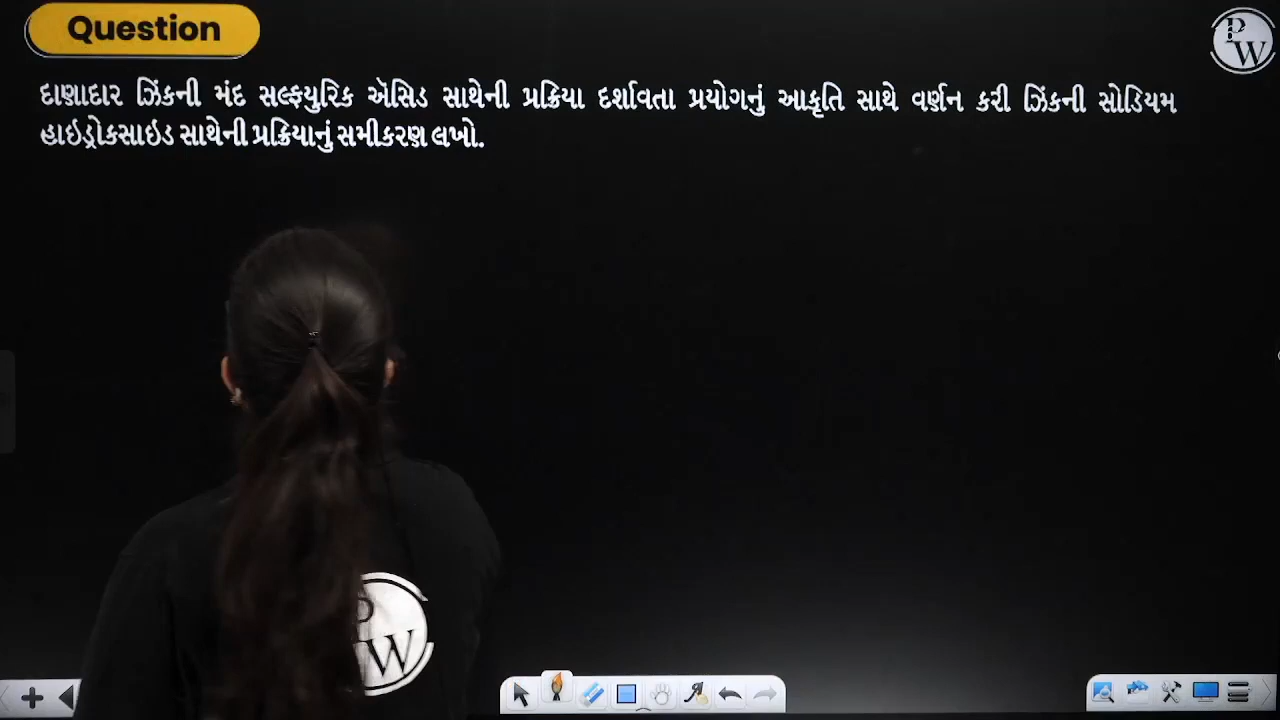 Question
દાણાદાર ઝિંકની મંદ સલ્ફ્યુરિક ઍસિડ સાથેની પ્રક્રિયા દર્શાવતા પ્રયોગનું આકૃતિ સાથે વર્ણન કરી ઝિંકની સોડિયમ
હાઇડ્રોક્સાઇડ સાથેની પ્રક્રિયાનું સમીકરણ લખો.
P
W
P
W